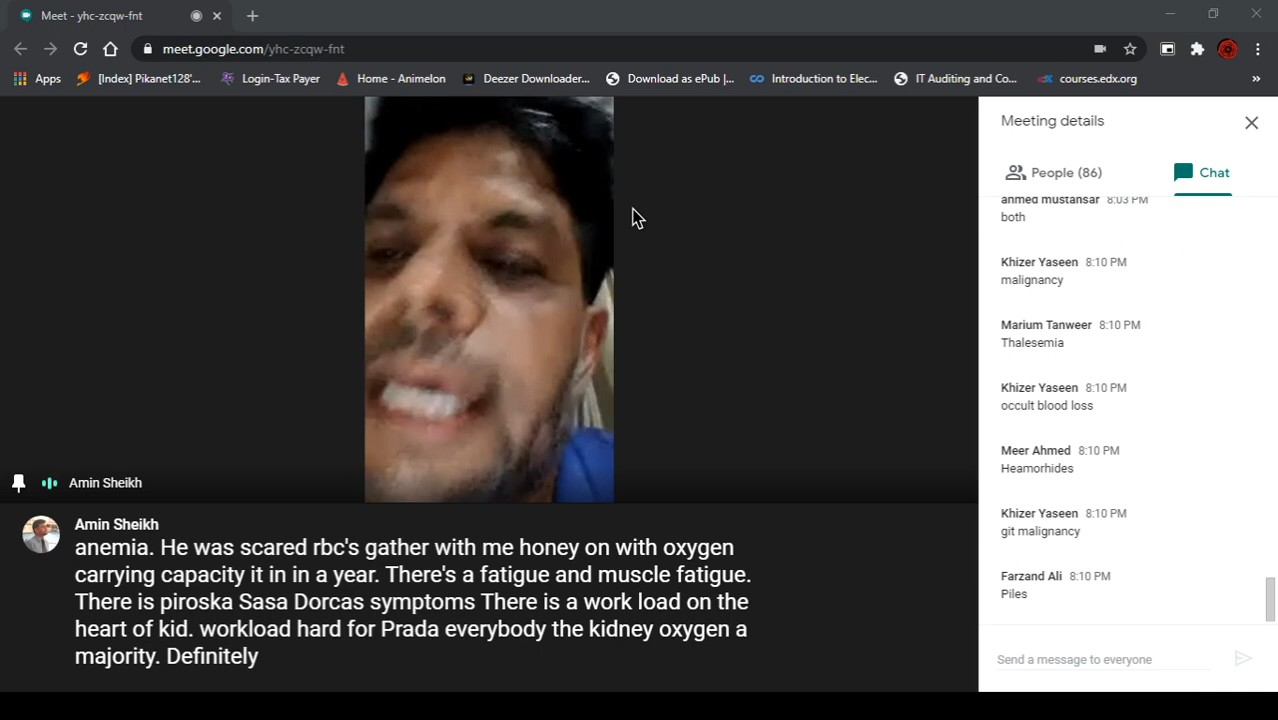 Meet - yhc-zcqw-fnt
meet.google.com/yhc-zcqw-fnt
Apps [Index] Pikanet128'... Login-Tax Payer Home - Animelon Deezer Downloader... Download as ePub |... Introduction to Elec... IT Auditing and Co... courses.edx.org »
Meeting details
People (86) Chat
ahmed mustansar 8:03 PM
both
Khizer Yaseen 8:10 PM
malignancy
Marium Tanweer 8:10 PM
Thalesemia
Khizer Yaseen 8:10 PM
occult blood loss
Meer Ahmed 8:10 PM
Heamorhides
Khizer Yaseen 8:10 PM
git malignancy
Farzand Ali 8:10 PM
Piles
Send a message to everyone
Amin Sheikh
Amin Sheikh
anemia. He was scared rbc's gather with me honey on with oxygen
carrying capacity it in in a year. There's a fatigue and muscle fatigue.
There is piroska Sasa Dorcas symptoms There is a work load on the
heart of kid. workload hard for Prada everybody the kidney oxygen a
majority. Definitely